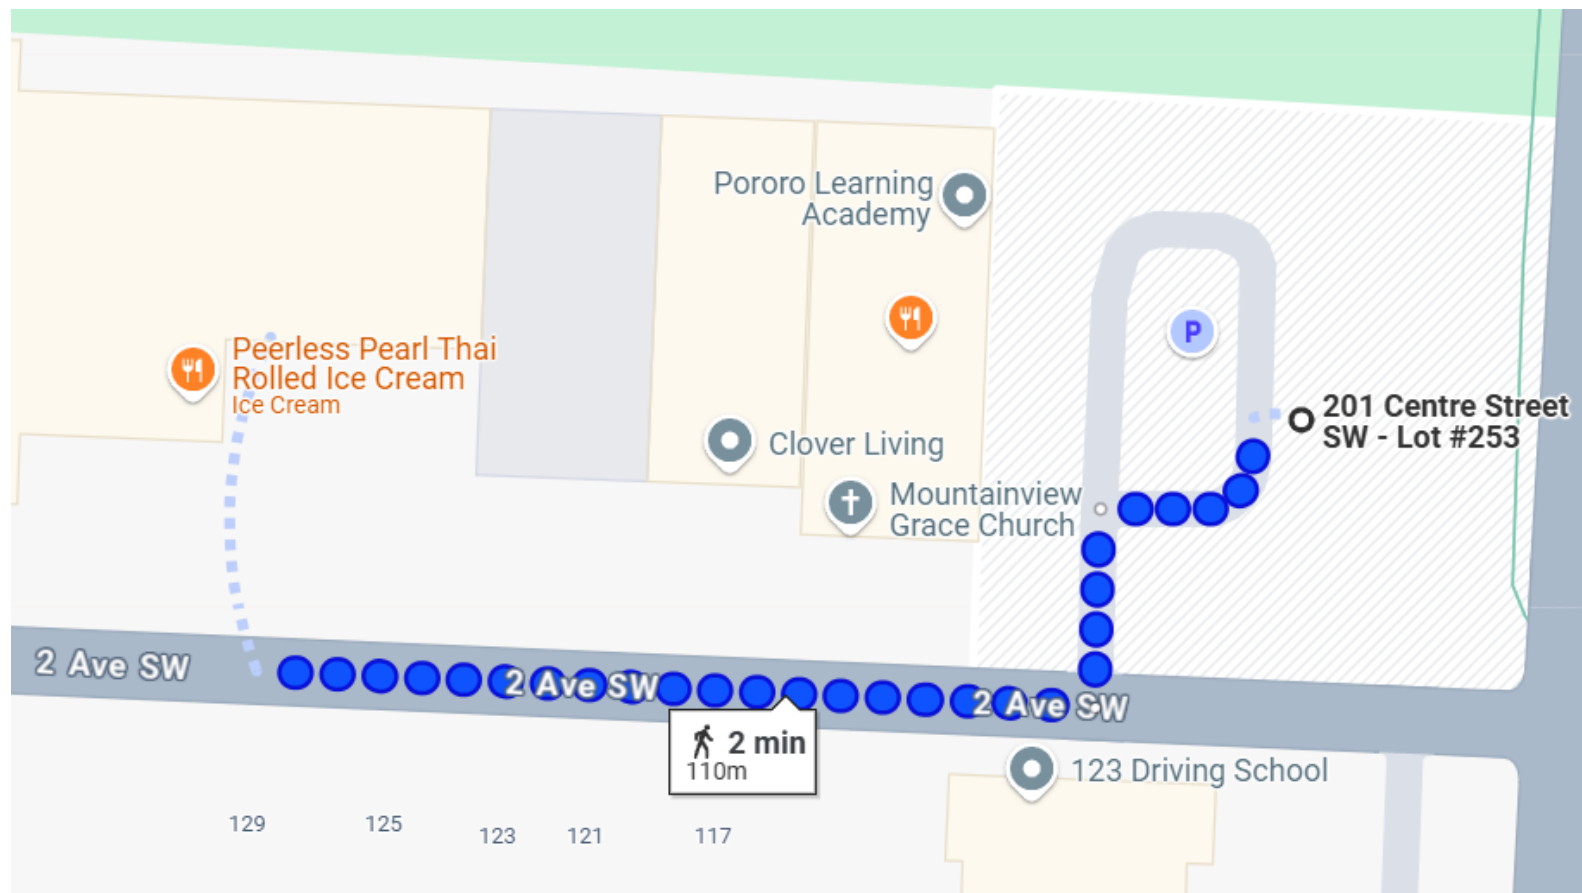 Pororo Learning
Academy
P
Peerless Pearl Thai
Rolled Ice Cream
Ice Cream
201 Centre Street
SW - Lot #253
Clover Living
Mountainview
Grace Church
2 Ave SW
2 Ave SW
2 Ave SW
2 min
110m
123 Driving School
129
125
123
121
117